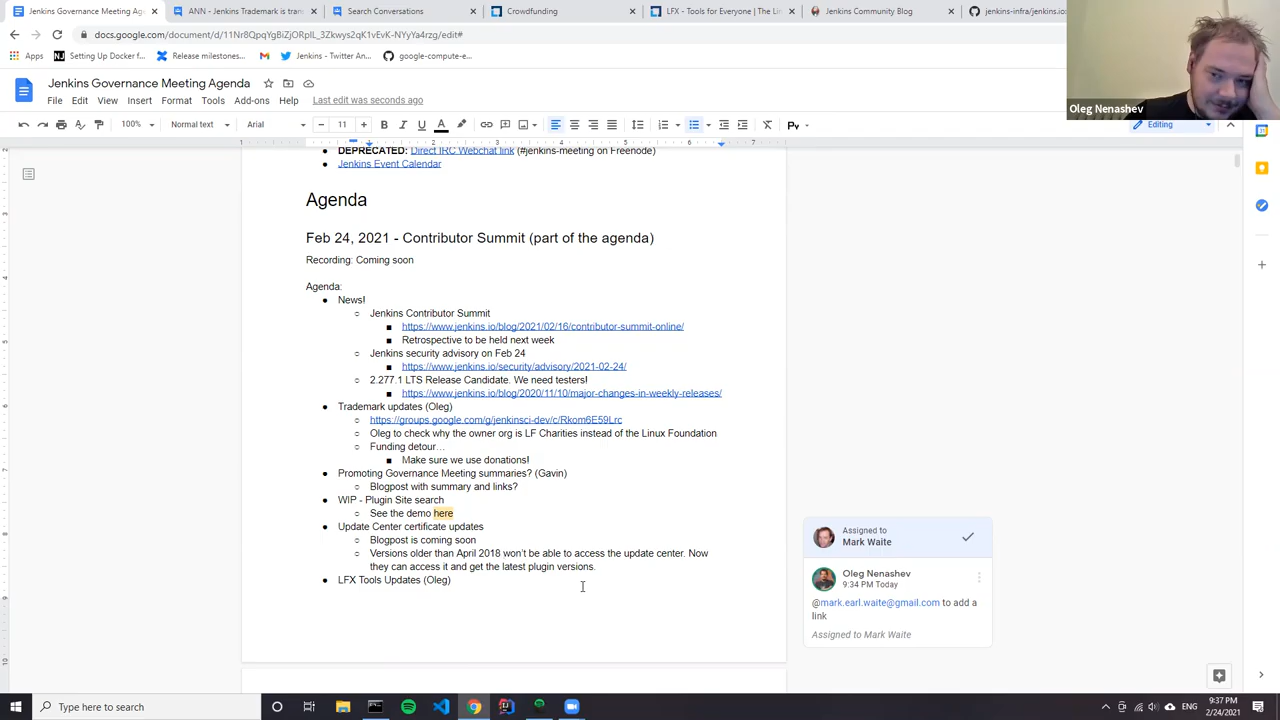 Jenkins Governance Meeting Age
ANN - Jenkins Trademark is tran
Search Conversations
Crowdfunding
LFX - Tools for Everyone | The Lin
Jenkins Community Blog
jenkins-infra/jenkins.io
docs.google.com/document/d/11Nr8QpqYgBiZjORpIL_3Zkwys2qK1vEvK-NYyYa4rzg/edit#
Apps
Setting Up Docker f...
Release milestones...
Jenkins - Twitter An...
google-compute-e...
Oleg Nenashev
Jenkins Governance Meeting Agenda
File Edit View Insert Format Tools Add-ons Help Last edit was seconds ago
100% Normal text Arial 11 Editing
1 2 3 4 5 6 7
DEPRECATED: Direct IRC Webchat link (#jenkins-meeting on Freenode)
Jenkins Event Calendar
Agenda
Feb 24, 2021 - Contributor Summit (part of the agenda)
Recording: Coming soon
Agenda:
News!
Jenkins Contributor Summit
https://www.jenkins.io/blog/2021/02/16/contributor-summit-online/
Retrospective to be held next week
Jenkins security advisory on Feb 24
https://www.jenkins.io/security/advisory/2021-02-24/
2.277.1 LTS Release Candidate. We need testers!
https://www.jenkins.io/blog/2020/11/10/major-changes-in-weekly-releases/
Trademark updates (Oleg)
https://groups.google.com/g/jenkinsci-dev/c/Rkom6E59Lrc
Oleg to check why the owner org is LF Charities instead of the Linux Foundation
Funding detour…
Make sure we use donations!
Promoting Governance Meeting summaries? (Gavin)
Blogpost with summary and links?
WIP - Plugin Site search
See the demo here
Update Center certificate updates
Blogpost is coming soon
Versions older than April 2018 won't be able to access the update center. Now
they can access it and get the latest plugin versions.
LFX Tools Updates (Oleg)
Assigned to
Mark Waite
Oleg Nenashev
9:34 PM Today
@mark.earl.waite@gmail.com to add a
link
Assigned to Mark Waite
Type here to search
ENG
9:37 PM
2/24/2021